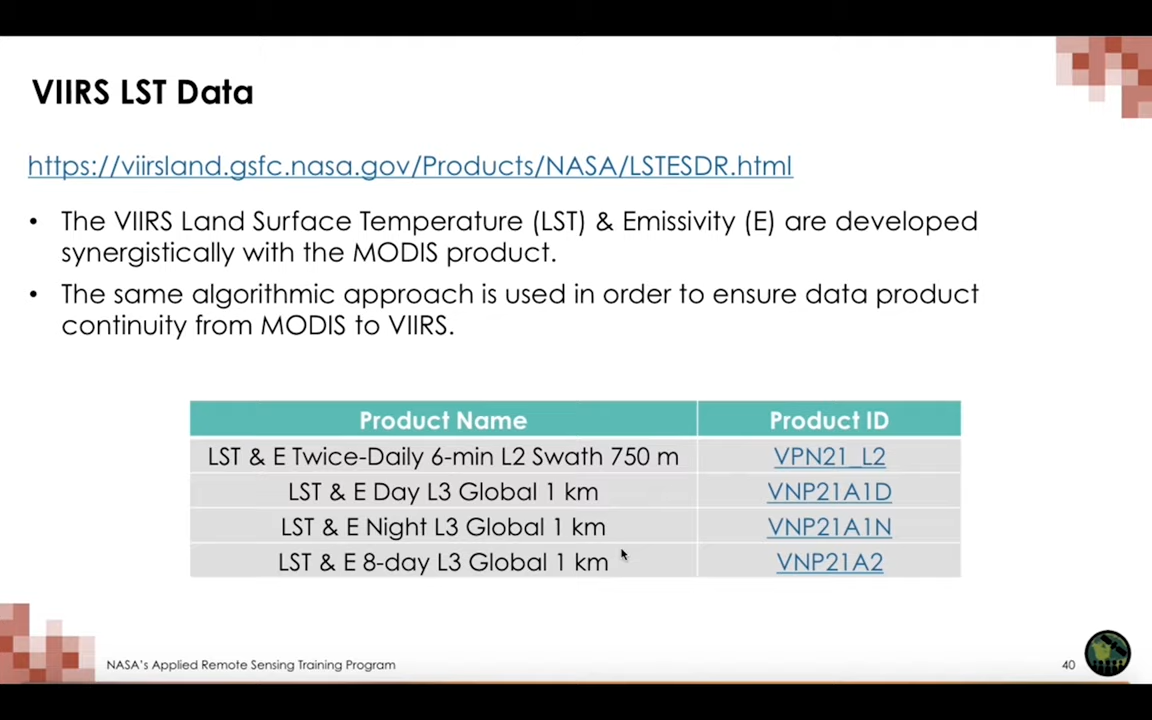 VIIRS LST Data
https://viirsland.gsfc.nasa.gov/Products/NASA/LSTESDR.html
• The VIIRS Land Surface Temperature (LST) & Emissivity (E) are developed
synergistically with the MODIS product.
• The same algorithmic approach is used in order to ensure data product
continuity from MODIS to VIIRS.
Product Name Product ID
LST & E Twice-Daily 6-min L2 Swath 750 m VPN21_L2
LST & E Day L3 Global 1 km VNP21A1D
LST & E Night L3 Global 1 km VNP21A1N
LST & E 8-day L3 Global 1 km VNP21A2
NASA's Applied Remote Sensing Training Program 40